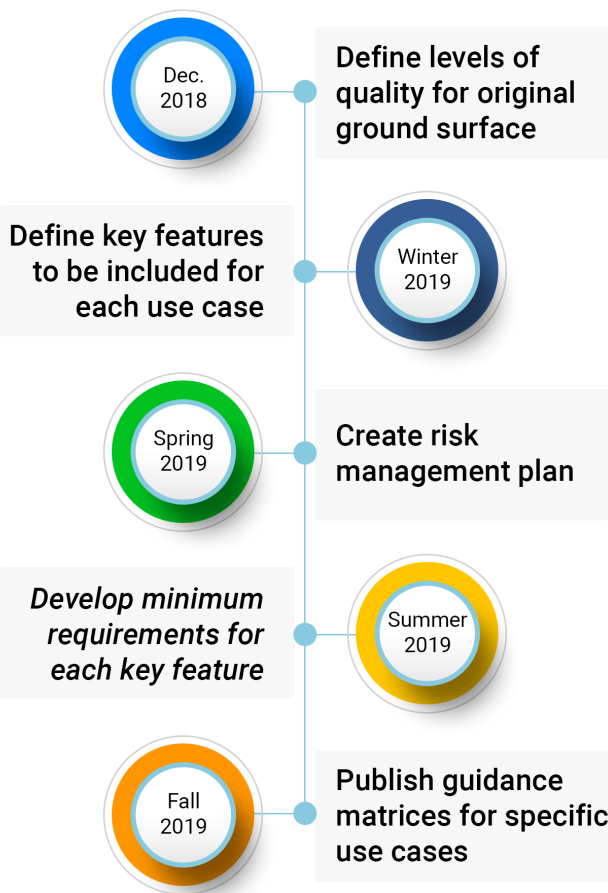 Dec.
2018
Define levels of
quality for original
ground surface
Define key features
to be included for
each use case
Winter
2019
Spring
2019
Create risk
management plan
Develop minimum
requirements for
each key feature
Summer
2019
Fall
2019
Publish guidance
matrices for specific
use cases